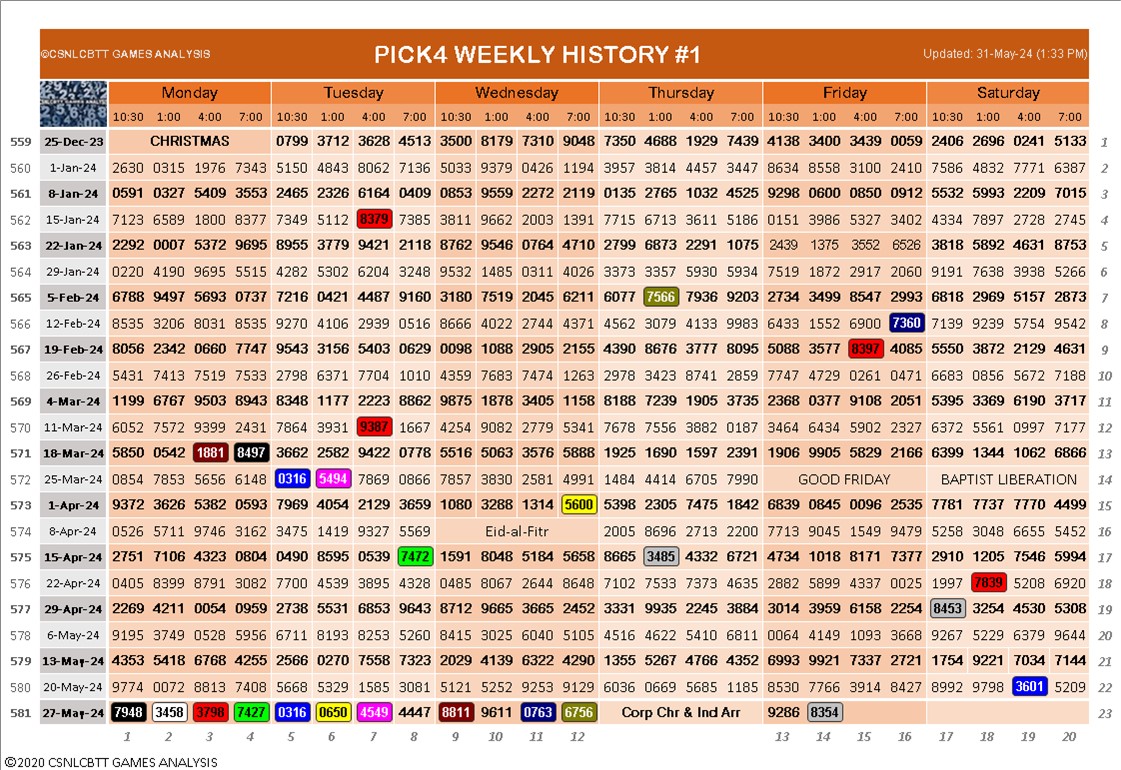 ©CSNLCBTT GAMES ANALYSIS PICK4 WEEKLY HISTORY #1 Updated: 31-May-24 (1:33 PM)
Monday Tuesday Wednesday Thursday Friday Saturday
10:30 1:00 4:00 7:00 10:30 1:00 4:00 7:00 10:30 1:00 4:00 7:00 10:30 1:00 4:00 7:00 10:30 1:00 4:00 7:00 10:30 1:00 4:00 7:00
559 25-Dec-23 CHRISTMAS 0799 3712 3628 4513 3500 8179 7310 9048 7350 4688 1929 7439 4138 3400 3439 0059 2406 2696 0241 5133 1
560 1-Jan-24 2630 0315 1976 7343 5150 4843 8062 7136 5033 9379 0426 1194 3957 3814 4457 3447 8634 8558 3100 2410 7586 4832 7771 6387 2
561 8-Jan-24 0591 0327 5409 3553 2465 2326 6164 0409 0853 9559 2272 2119 0135 2765 1032 4525 9298 0600 0850 0912 5532 5993 2209 7015 3
562 15-Jan-24 7123 6589 1800 8377 7349 5112 8379 7385 3811 9662 2003 1391 7715 6713 3611 5186 0151 3986 5327 3402 4334 7897 2728 2745 4
563 22-Jan-24 2292 0007 5372 9695 8955 3779 9421 2118 8762 9546 0764 4710 2799 6873 2291 1075 2439 1375 3552 6526 3818 5892 4631 8753 5
564 29-Jan-24 0220 4190 9695 5515 4282 5302 6204 3248 9532 1485 0311 4026 3373 3357 5930 5934 7519 1872 2917 2060 9191 7638 3938 5266 6
565 5-Feb-24 6788 9497 5693 0737 7216 0421 4487 9160 3180 7519 2045 6211 6077 7566 7936 9203 2734 3499 8547 2993 6818 2969 5157 2873 7
566 12-Feb-24 8535 3206 8031 8535 9270 4106 2939 0516 8666 4022 2744 4371 4562 3079 4133 9983 6433 1552 6900 7360 7139 9239 5754 9542 8
567 19-Feb-24 8056 2342 0660 7747 9543 3156 5403 0629 0098 1088 2905 2155 4390 8676 3777 8095 5088 3577 8397 4085 5550 3872 2129 4631 9
568 26-Feb-24 5431 7413 7519 7533 2798 6371 7704 1010 4359 7683 7474 1263 2978 3423 8741 2859 7747 4729 0261 0471 6683 0856 5672 7188 10
569 4-Mar-24 1199 6767 9503 8943 8348 1177 2223 8862 9875 1878 3405 1158 8188 7239 1905 3735 2368 0377 9108 2051 5395 3369 6190 3717 11
570 11-Mar-24 6052 7572 9399 2431 7864 3931 9387 1667 4254 9082 2779 5341 7678 7556 3882 0187 3464 6434 5902 2327 6372 5561 0997 7177 12
571 18-Mar-24 5850 0542 1881 8497 3662 2582 9422 0778 5516 5063 3576 5888 1925 1690 1597 2391 1906 9905 5829 2166 6399 1344 1062 6866 13
572 25-Mar-24 0854 7853 5656 6148 0316 5494 7869 0866 7857 3830 2581 4991 1484 4414 6705 7990 GOOD FRIDAY BAPTIST LIBERATION 14
573 1-Apr-24 9372 3626 5382 0593 7969 4054 2129 3659 1080 3288 1314 5600 5398 2305 7475 1842 6839 0845 0096 2535 7781 7737 7770 4499 15
574 8-Apr-24 0526 5711 9746 3162 3475 1419 9327 5569 Eid-al-Fitr 2005 8696 2713 2200 7713 9045 1549 9479 5258 3048 6655 5452 16
575 15-Apr-24 2751 7106 4323 0804 0490 8595 0539 7472 1591 8048 5184 5658 8665 3485 4332 6721 4734 1018 8171 7377 2910 1205 7546 5994 17
576 22-Apr-24 0405 8399 8791 3082 7700 4539 3895 4328 0485 8067 2644 8648 7102 7533 7373 4635 2882 5899 4337 0025 1997 7839 5208 6920 18
577 29-Apr-24 2269 4211 0054 0959 2738 5531 6853 9643 8712 9665 3665 2452 3331 9935 2245 3884 3014 3959 6158 2254 8453 3254 4530 5308 19
578 6-May-24 9195 3749 0528 5956 6711 8193 8253 5260 8415 3025 6040 5105 4516 4622 5410 6811 0064 4149 1093 3668 9267 5229 6379 9644 20
579 13-May-24 4353 5418 6768 4255 2566 0270 7558 7323 2029 4139 6322 4290 1355 5267 4766 4352 6993 9921 7337 2721 1754 9221 7034 7144 21
580 20-May-24 9774 0072 8813 7408 5668 5329 1585 3081 5121 5252 9253 9129 6036 0669 5685 1185 8530 7766 3914 8427 8992 9798 3601 5209 22
581 27-May-24 7948 3458 3798 7427 0316 0650 4549 4447 8811 9611 0763 6756 Corp Chr & Ind Arr 9286 8354 23
1 2 3 4 5 6 7 8 9 10 11 12 13 14 15 16 17 18 19 20
©2020 CSNLCBTT GAMES ANALYSIS